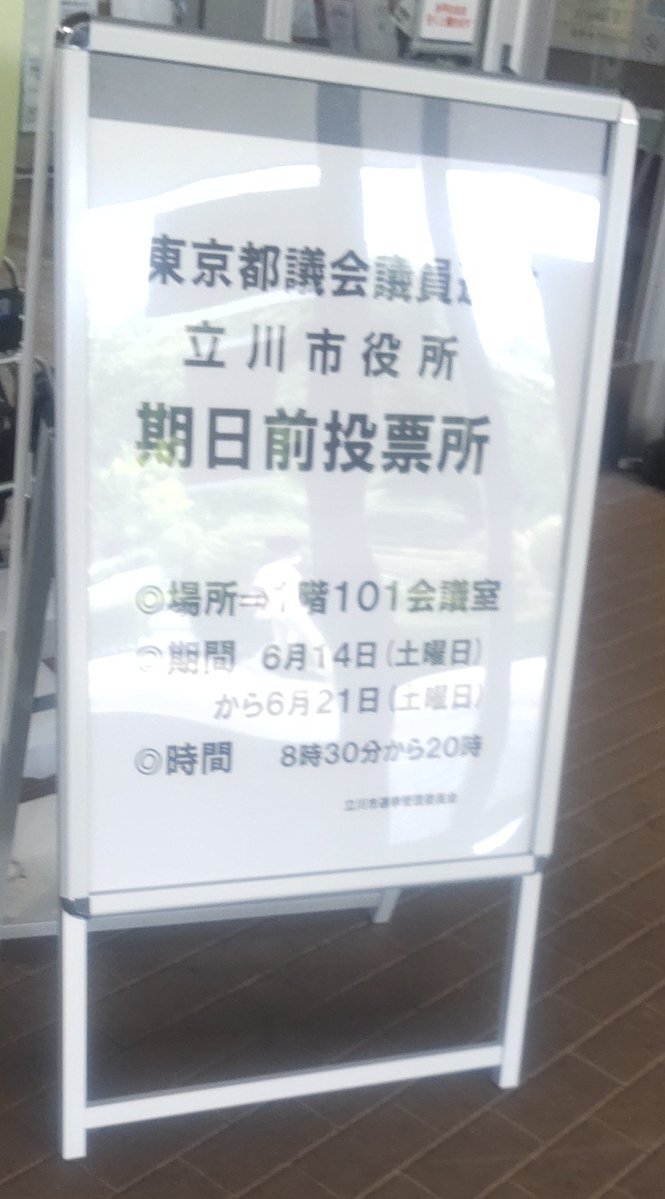 東京都議会議員選
立川市役所
期日前投票所
◎場所⇒1階101会議室
◎期間 6月14日(土曜日)
から6月21日(土曜日)
◎時間 8時30分から20時
立川市選挙管理委員会